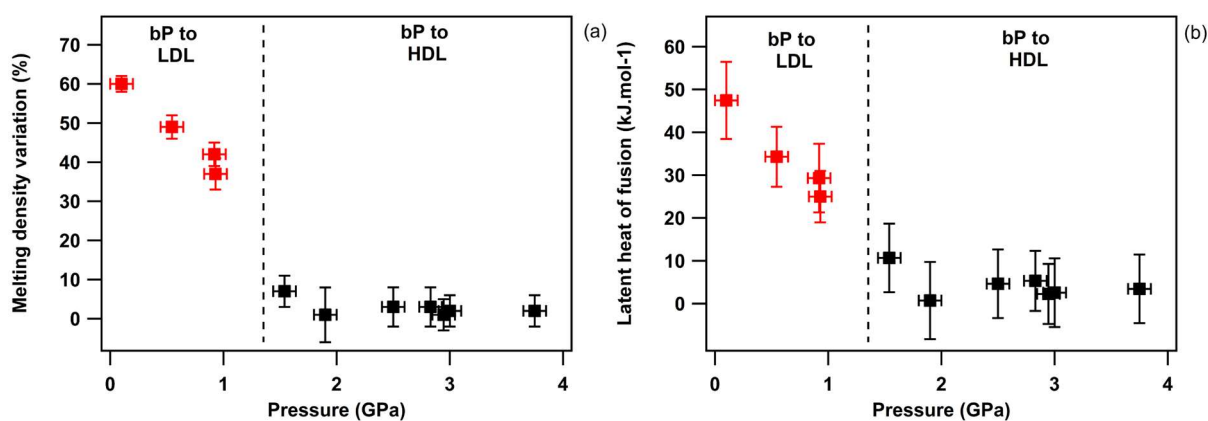 (a)
bP to
LDL
bP to
HDL
Melting density variation (%)
70
60
50
40
30
20
10
0
0
1
2
3
4
Pressure (GPa)
(b)
bP to
LDL
bP to
HDL
Latent heat of fusion (kJ.mol-1)
60
50
40
30
20
10
0
0
1
2
3
4
Pressure (GPa)